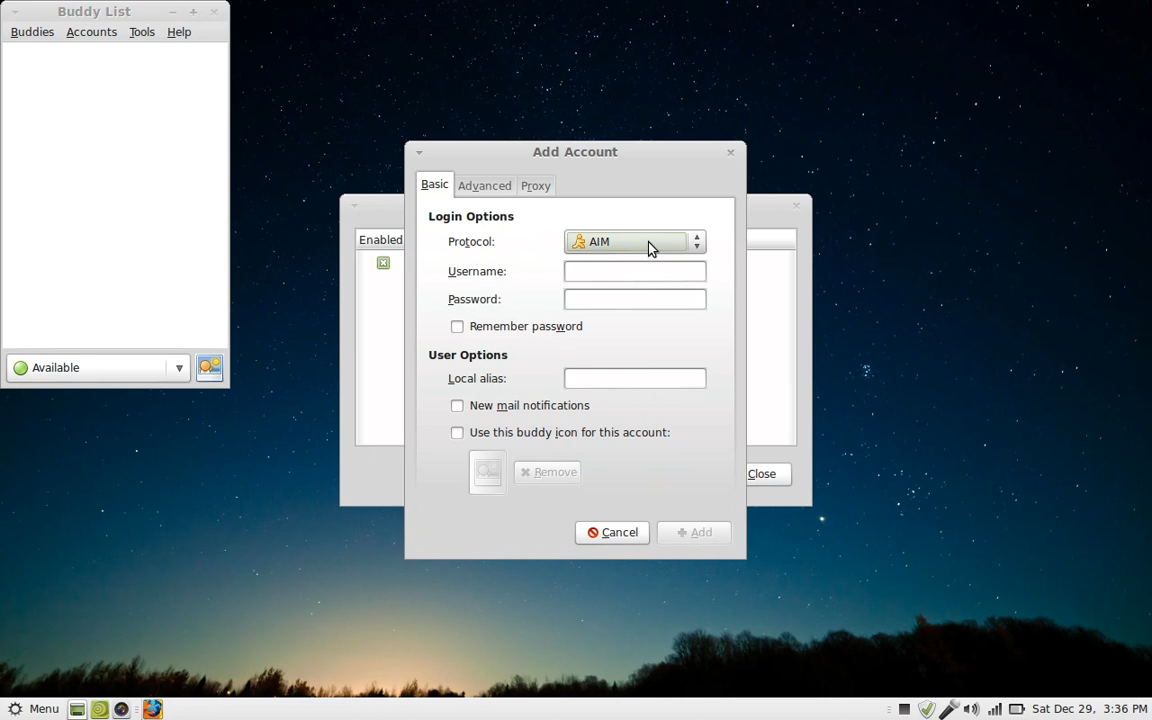 Buddy List
Buddies Accounts Tools Help
Available
Add Account
Basic Advanced Proxy
Login Options
Protocol: AIM
Username:
Password:
Remember password
User Options
Local alias:
New mail notifications
Use this buddy icon for this account:
Remove
Cancel Add
Enabled
Close
Menu Sat Dec 29, 3:36 PM